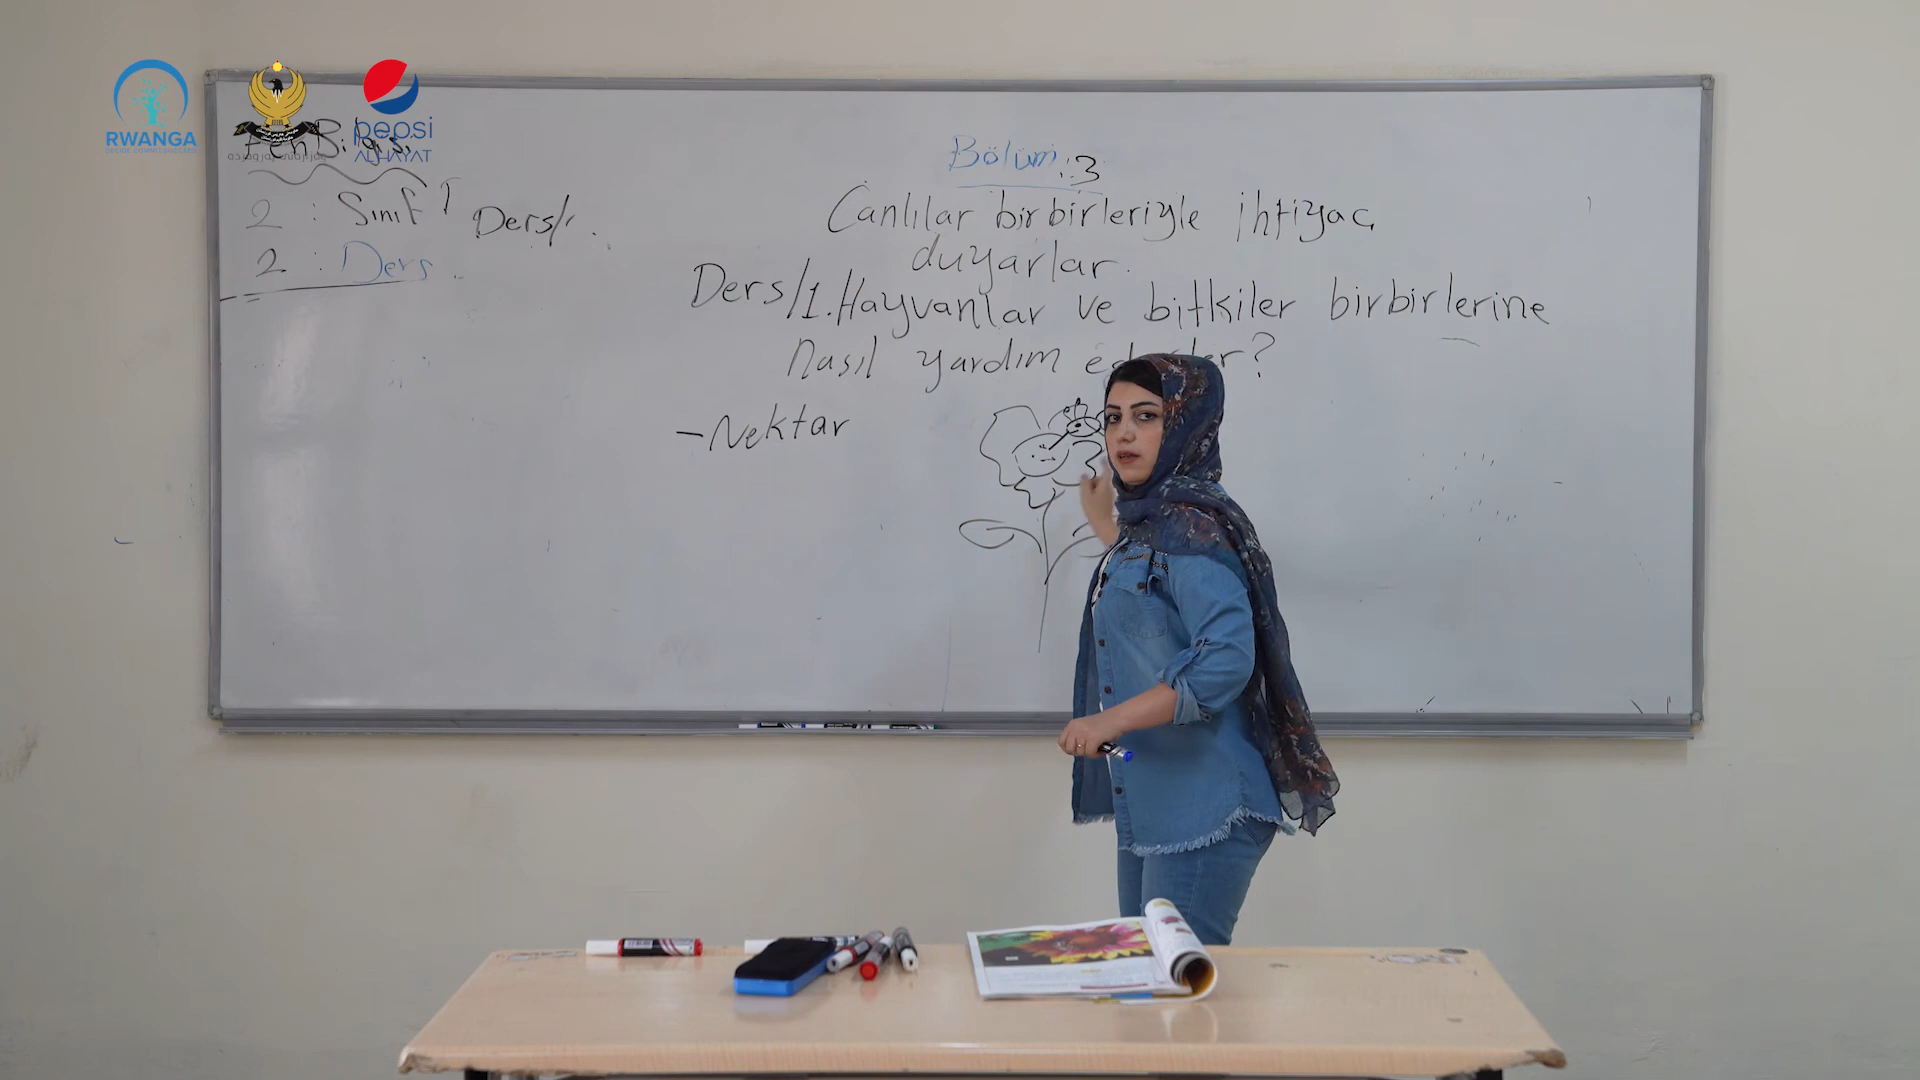 RWANGA
pepsi
ALHAYAT
Fen Bilgisi
2 : Sınıf
Ders/1.
2 : Ders.
Bölüm : 3
Canlılar birbirleriyle ihtiyaç
duyarlar.
Ders/1. Hayvanlar ve bitkiler birbirlerine
nasıl yardım
?
- Nektar